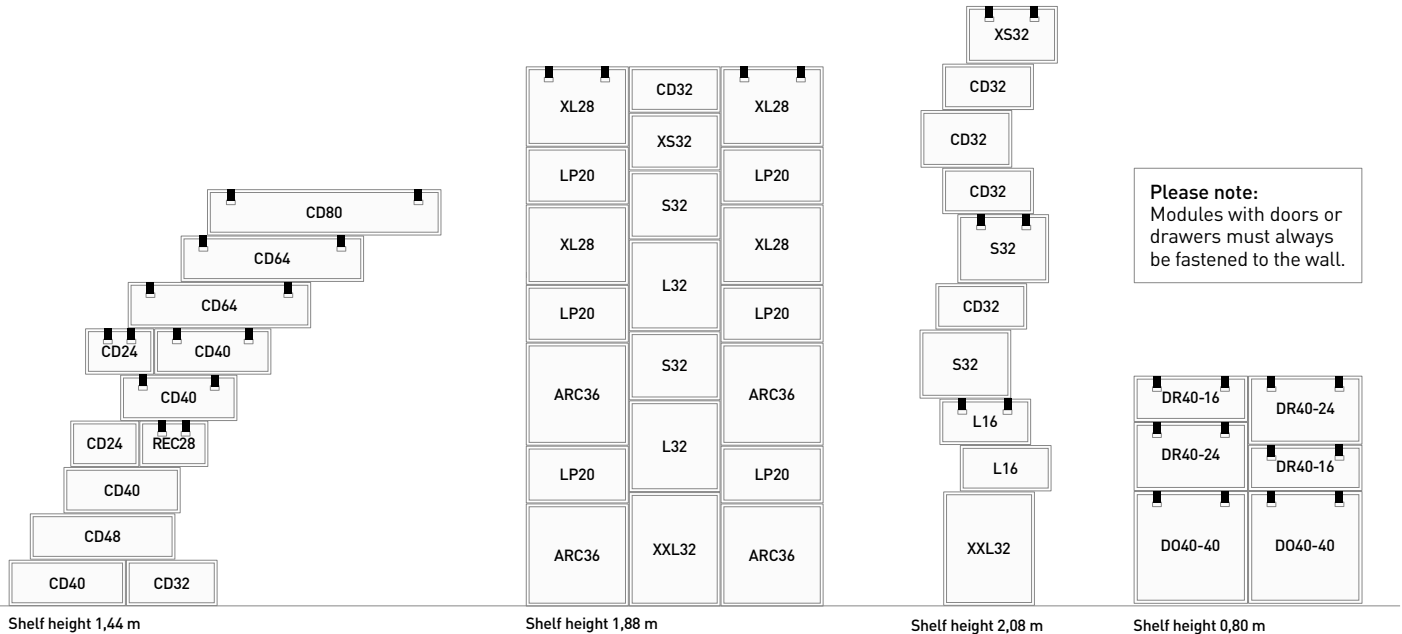 CD80
CD64
CD64
CD24 CD40
CD40
CD24 REC28
CD40
CD48
CD40 CD32
Shelf height 1,44 m
XL28 CD32 XL28
XS32
LP20 LP20
S32
XL28 XL28
L32
LP20 LP20
S32
ARC36 ARC36
L32
LP20 LP20
XXL32
ARC36 ARC36
Shelf height 1,88 m
XS32
CD32
CD32
CD32
S32
CD32
S32
L16
L16
XXL32
Shelf height 2,08 m
Please note:
Modules with doors or
drawers must always
be fastened to the wall.
DR40-16 DR40-24
DR40-24 DR40-16
DO40-40 DO40-40
Shelf height 0,80 m